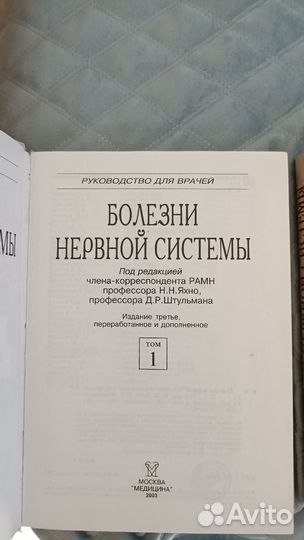 РУКОВОДСТВО ДЛЯ ВРАЧЕЙ
БОЛЕЗНИ
НЕРВНОЙ СИСТЕМЫ
Под редакцией
члена-корреспондента РАМН
профессора Н.Н.Яхно,
профессора Д.Р.Штульмана
Издание третье,
переработанное и дополненное
ТОМ
1
МОСКВА
"МЕДИЦИНА"
2003
МЫ
Avito